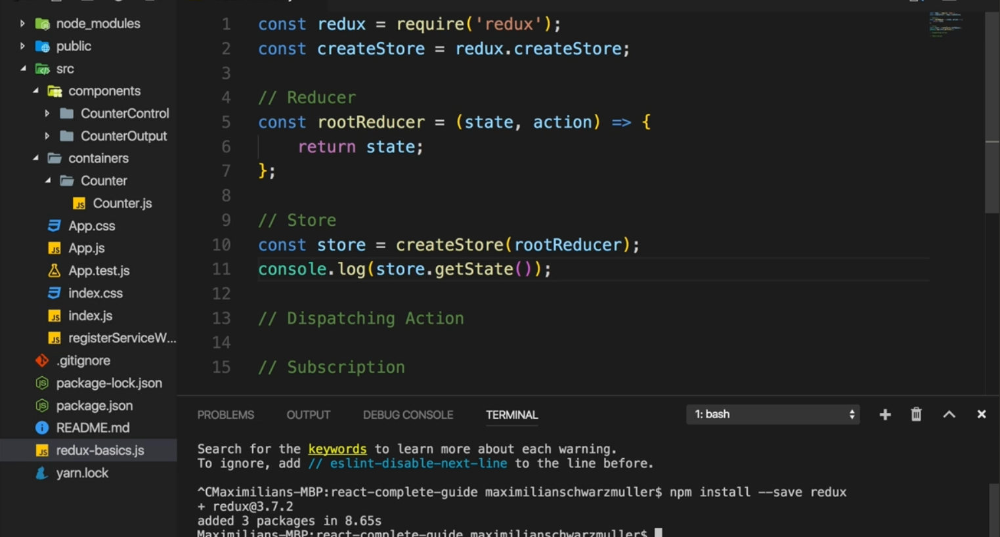 node_modules
public
src
components
CounterControl
CounterOutput
containers
Counter
Counter.js
App.css
App.js
App.test.js
index.css
index.js
registerServiceW...
.gitignore
package-lock.json
package.json
README.md
redux-basics.js
yarn.lock
1 const redux = require('redux');
2 const createStore = redux.createStore;
3
4 // Reducer
5 const rootReducer = (state, action) => {
6 return state;
7 };
8
9 // Store
10 const store = createStore(rootReducer);
11 console.log(store.getState());
12
13 // Dispatching Action
14
15 // Subscription
PROBLEMS OUTPUT DEBUG CONSOLE TERMINAL 1: bash
Search for the keywords to learn more about each warning.
To ignore, add // eslint-disable-next-line to the line before.
^CMaximilians-MBP:react-complete-guide maximilianschwarzmuller$ npm install --save redux
+ redux@3.7.2
added 3 packages in 8.65s
Maximilians-MBP:react-complete-guide maximilianschwarzmuller$